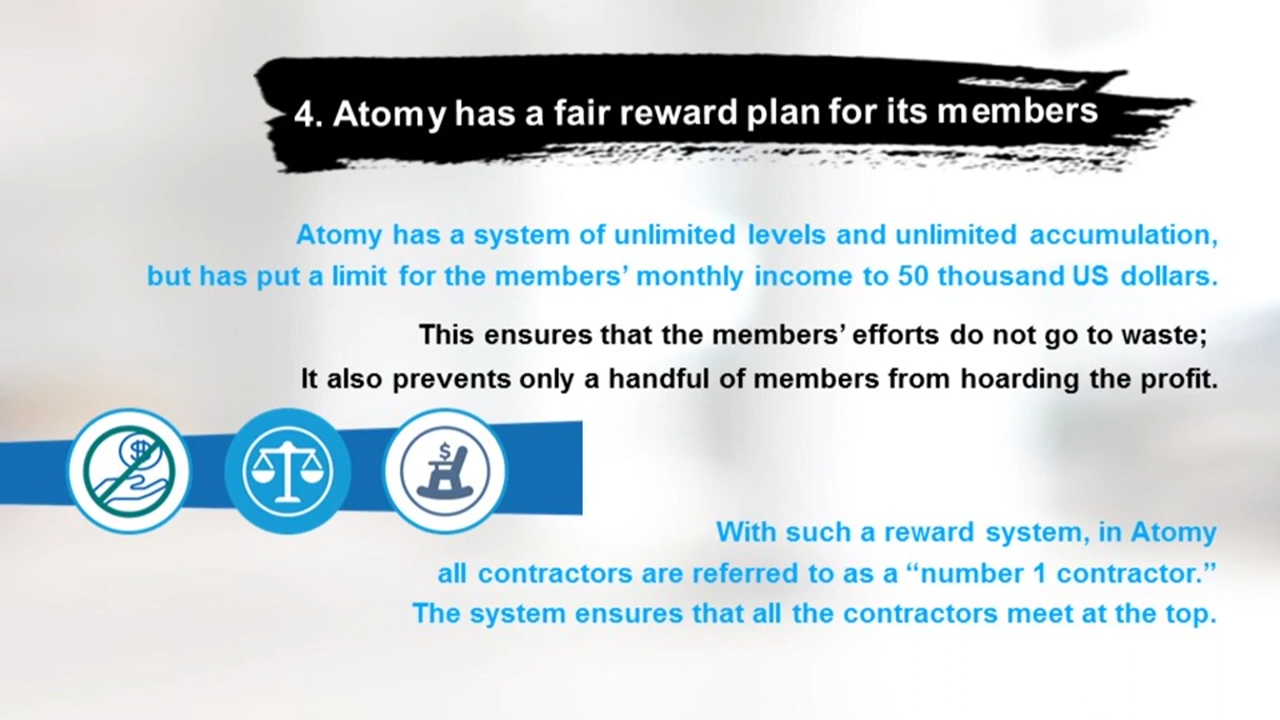 4. Atomy has a fair reward plan for its members
Atomy has a system of unlimited levels and unlimited accumulation,
but has put a limit for the members’ monthly income to 50 thousand US dollars.
This ensures that the members’ efforts do not go to waste;
It also prevents only a handful of members from hoarding the profit.
$
$
With such a reward system, in Atomy
all contractors are referred to as a “number 1 contractor.”
The system ensures that all the contractors meet at the top.